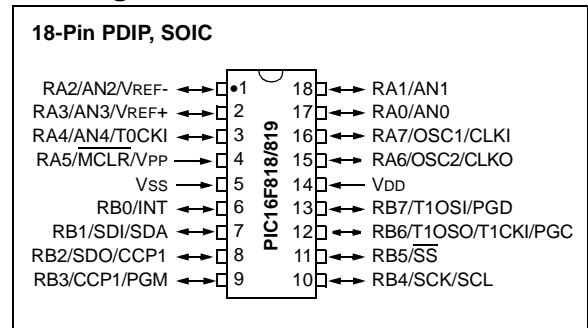 18-Pin PDIP, SOIC
RA2/AN2/VREF- 1 18 RA1/AN1
RA3/AN3/VREF+ 2 17 RA0/AN0
RA4/AN4/T0CKI 3 16 RA7/OSC1/CLKI
RA5/MCLR/VPP 4 15 RA6/OSC2/CLKO
VSS 5 14 VDD
RB0/INT 6 13 RB7/T1OSI/PGD
RB1/SDI/SDA 7 12 RB6/T1OSO/T1CKI/PGC
RB2/SDO/CCP1 8 11 RB5/SS
RB3/CCP1/PGM 9 10 RB4/SCK/SCL
PIC16F818/819